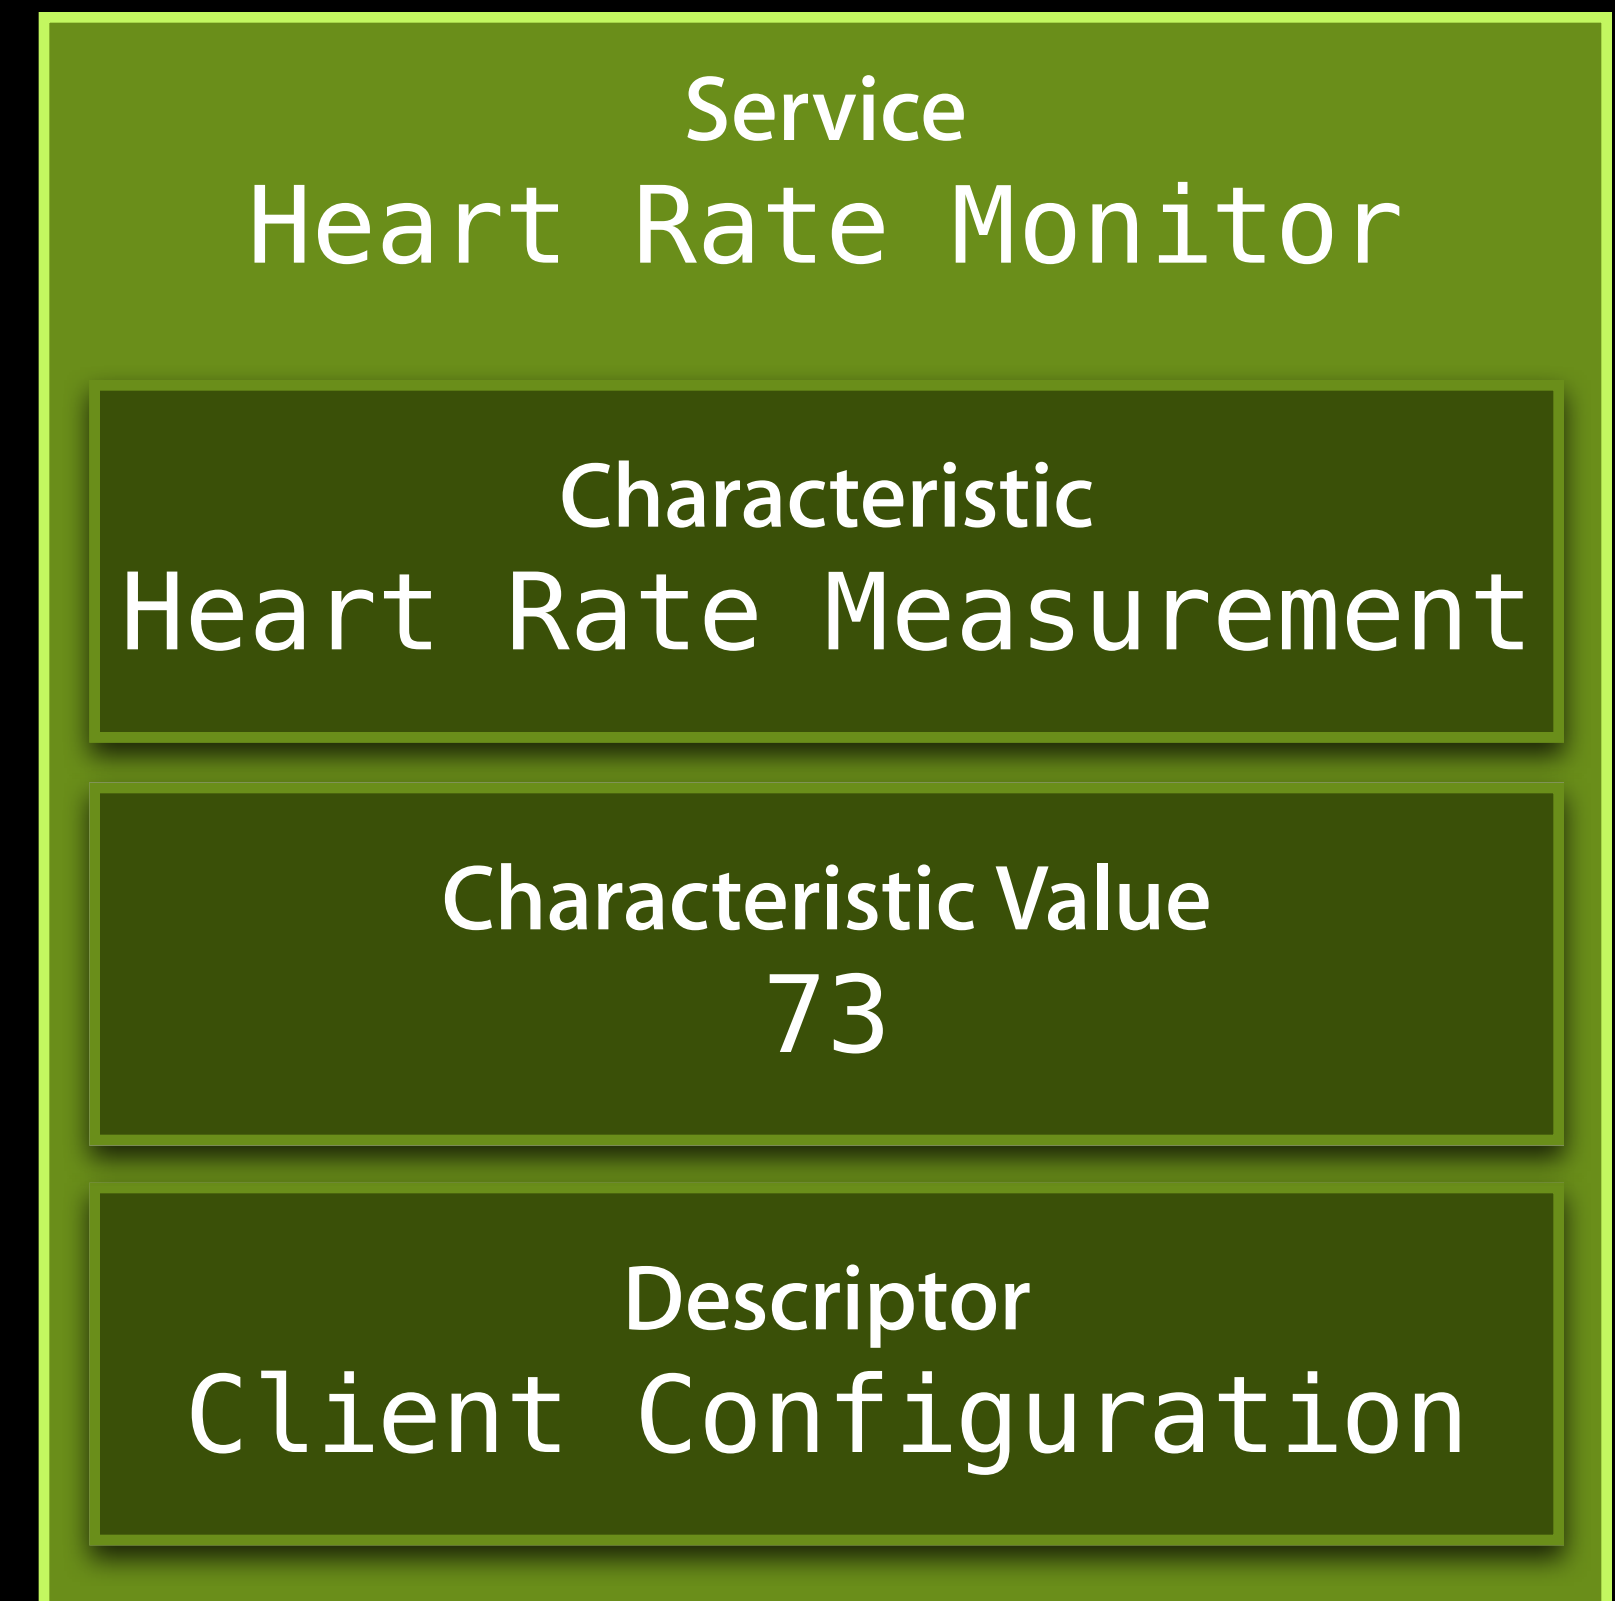 Service
Heart Rate Monitor
Characteristic
Heart Rate Measurement
Characteristic Value
73
Descriptor
Client Configuration